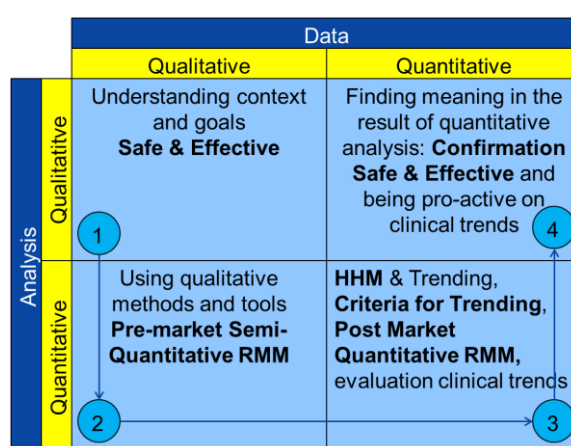 Data
Qualitative
Quantitative
Analysis
Qualitative
Understanding context
and goals
Safe & Effective
1
Finding meaning in the
result of quantitative
analysis: Confirmation
Safe & Effective and
being pro-active on
clinical trends
4
Quantitative
Using qualitative
methods and tools
Pre-market Semi-
Quantitative RMM
2
HHM & Trending,
Criteria for Trending,
Post Market
Quantitative RMM,
evaluation clinical trends
3